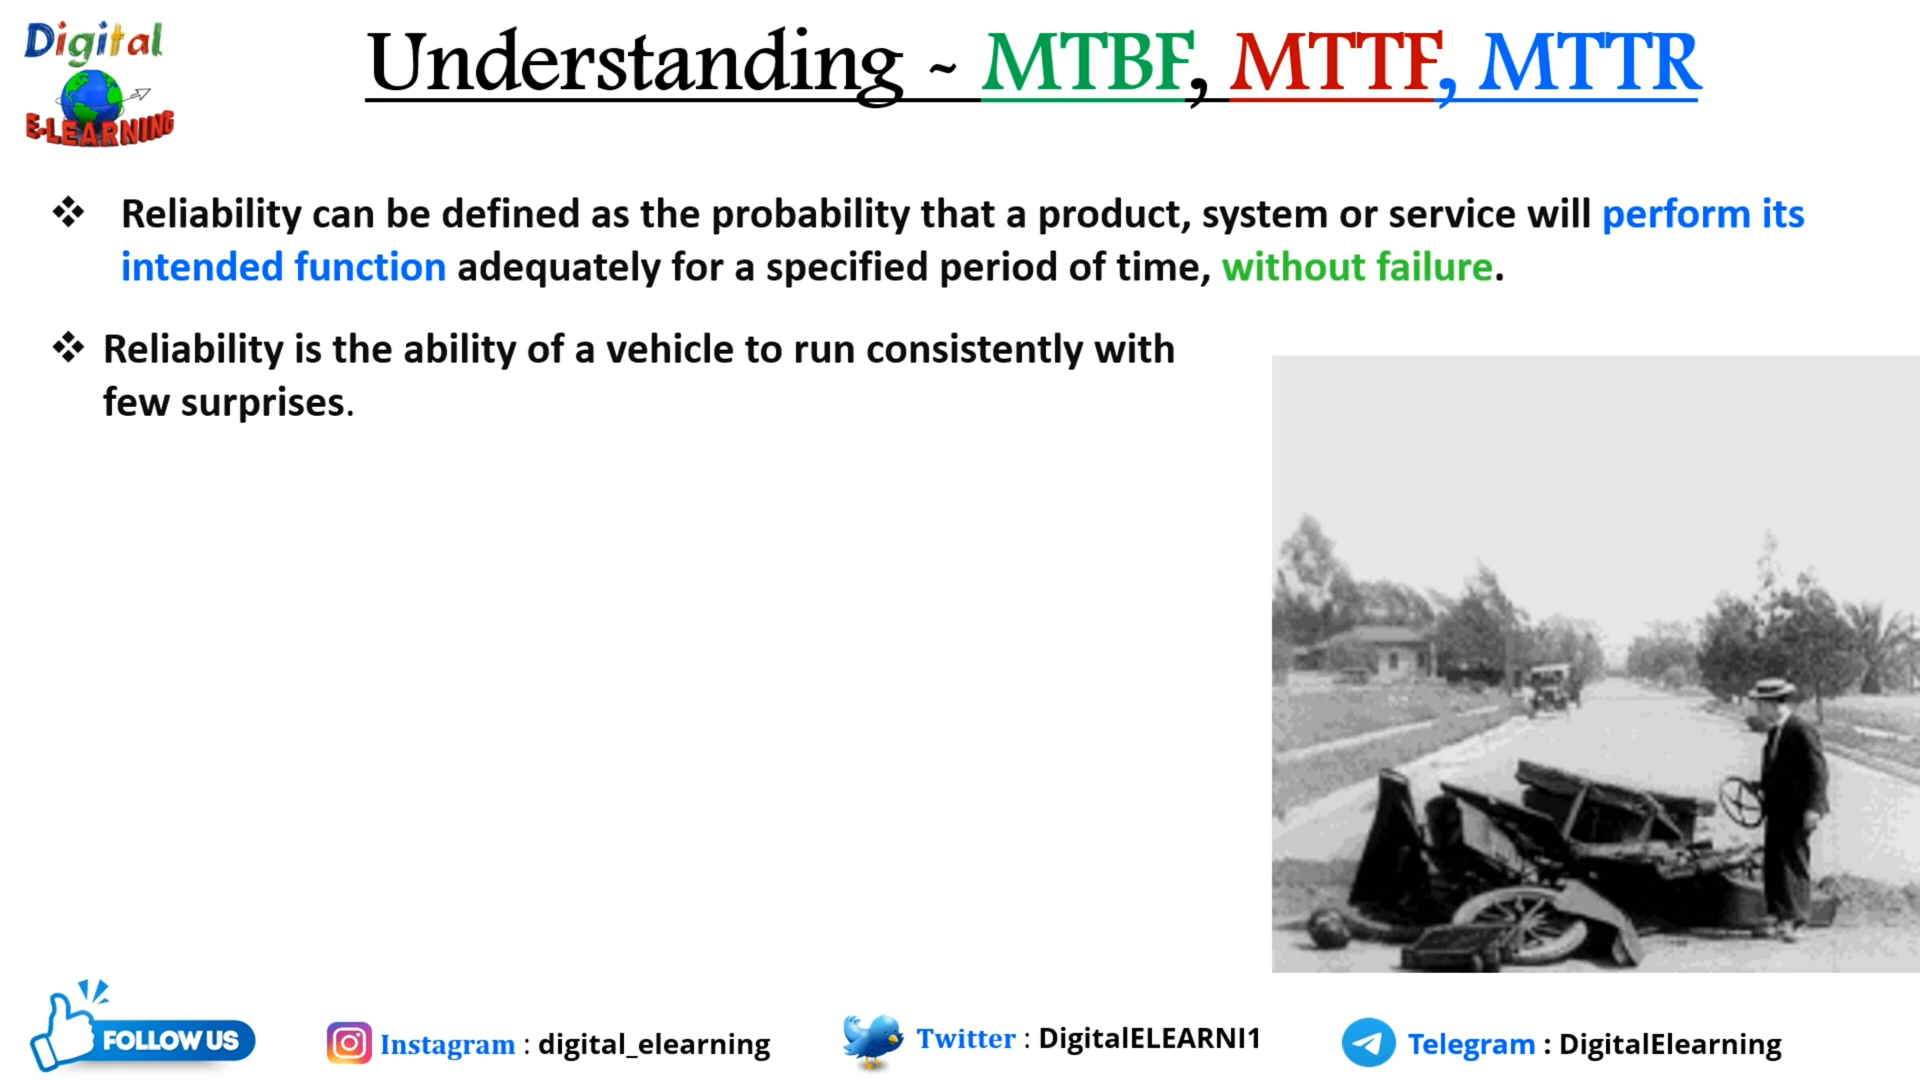 Digital
E-LEARNING
Understanding ~ MTBF, MTTF, MTTR
❖ Reliability can be defined as the probability that a product, system or service will perform its
intended function adequately for a specified period of time, without failure.
❖ Reliability is the ability of a vehicle to run consistently with
few surprises.
FOLLOW US
Instagram : digital_elearning
Twitter : DigitalELEARNI1
Telegram : DigitalElearning